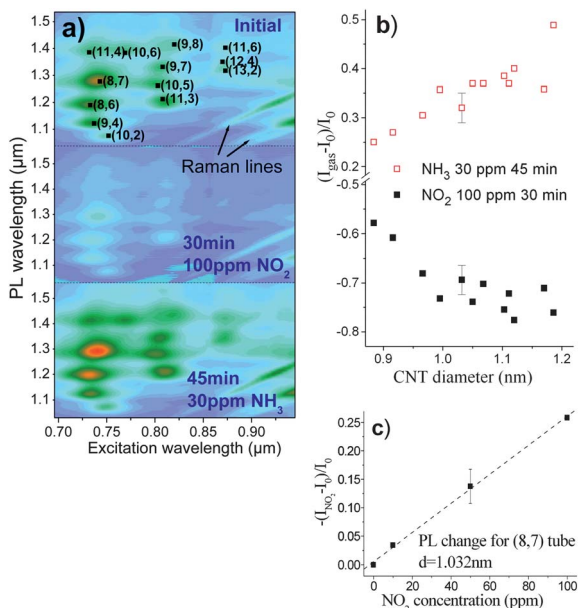 a)
Initial
(9,8)
(11,4)
(10,6)
(11,6)
(12,4)
(13,2)
(9,7)
(8,7)
(10,5)
(8,6)
(11,3)
(9,4)
(10,2)
Raman lines
30min
100ppm NO₂
45min
30ppm NH₃
PL wavelength (μm)
1.5
1.4
1.3
1.2
1.1
1.5
1.4
1.3
1.2
1.1
1.5
1.4
1.3
1.2
1.1
0.70 0.75 0.80 0.85 0.90
Excitation wavelength (μm)
b)
(I_gas-I₀)/I₀
0.5
0.4
0.3
0.2
-0.5
-0.6
-0.7
-0.8
NH₃ 30 ppm 45 min
NO₂ 100 ppm 30 min
0.9 1.0 1.1 1.2
CNT diameter (nm)
c)
-(I_NO₂-I₀)/I₀
0.25
0.20
0.15
0.10
0.05
0.00
PL change for (8,7) tube
d=1.032nm
0 20 40 60 80 100
NO₂ concentration (ppm)